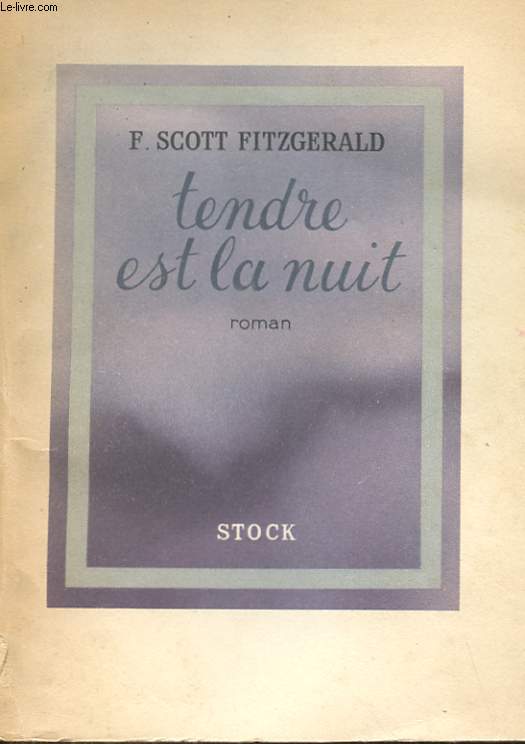 Le-livre.com
F. SCOTT FITZGERALD
tendre
est la nuit
roman
STOCK